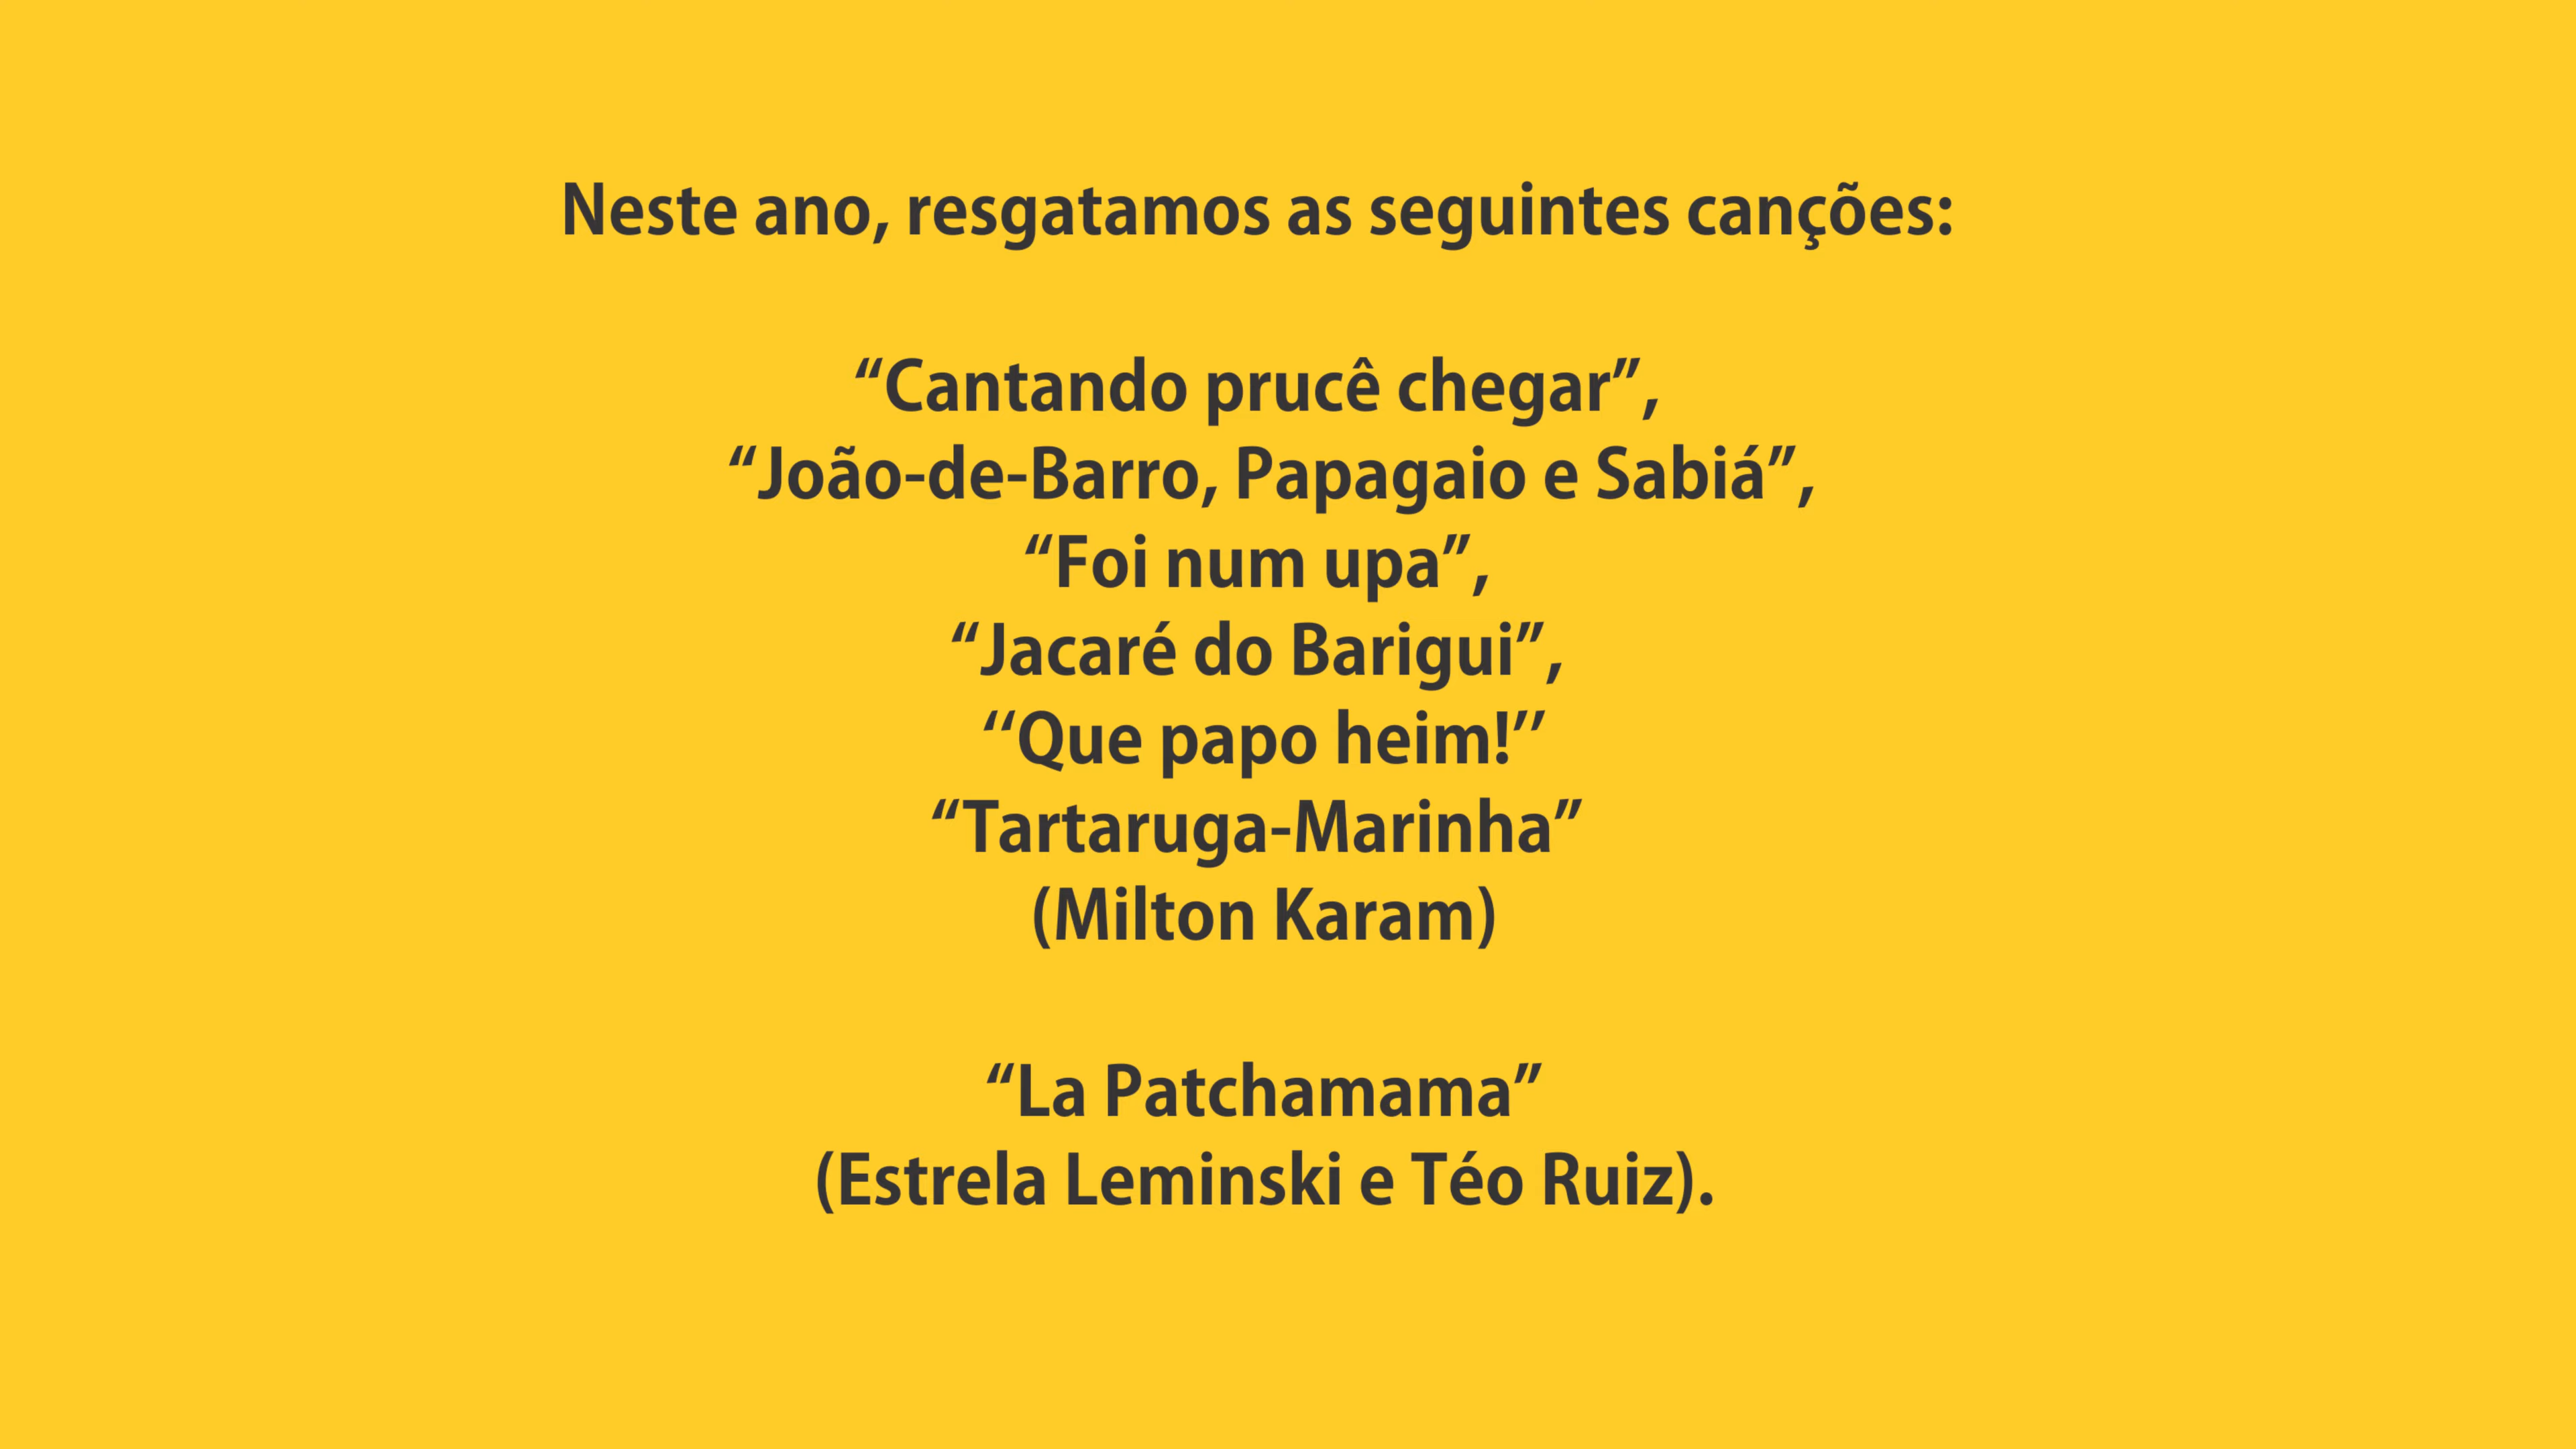 Neste ano, resgatamos as seguintes canções:
“Cantando prucê chegar”,
“João-de-Barro, Papagaio e Sabiá”,
“Foi num upa”,
“Jacaré do Barigui”,
‘‘Que papo heim!’’
“Tartaruga-Marinha”
(Milton Karam)
“La Patchamama”
(Estrela Leminski e Téo Ruiz).